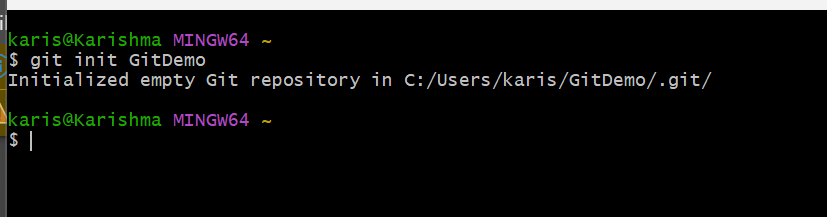 karis@Karishma MINGW64 ~
$ git init GitDemo
Initialized empty Git repository in C:/Users/karis/GitDemo/.git/
karis@Karishma MINGW64 ~
$